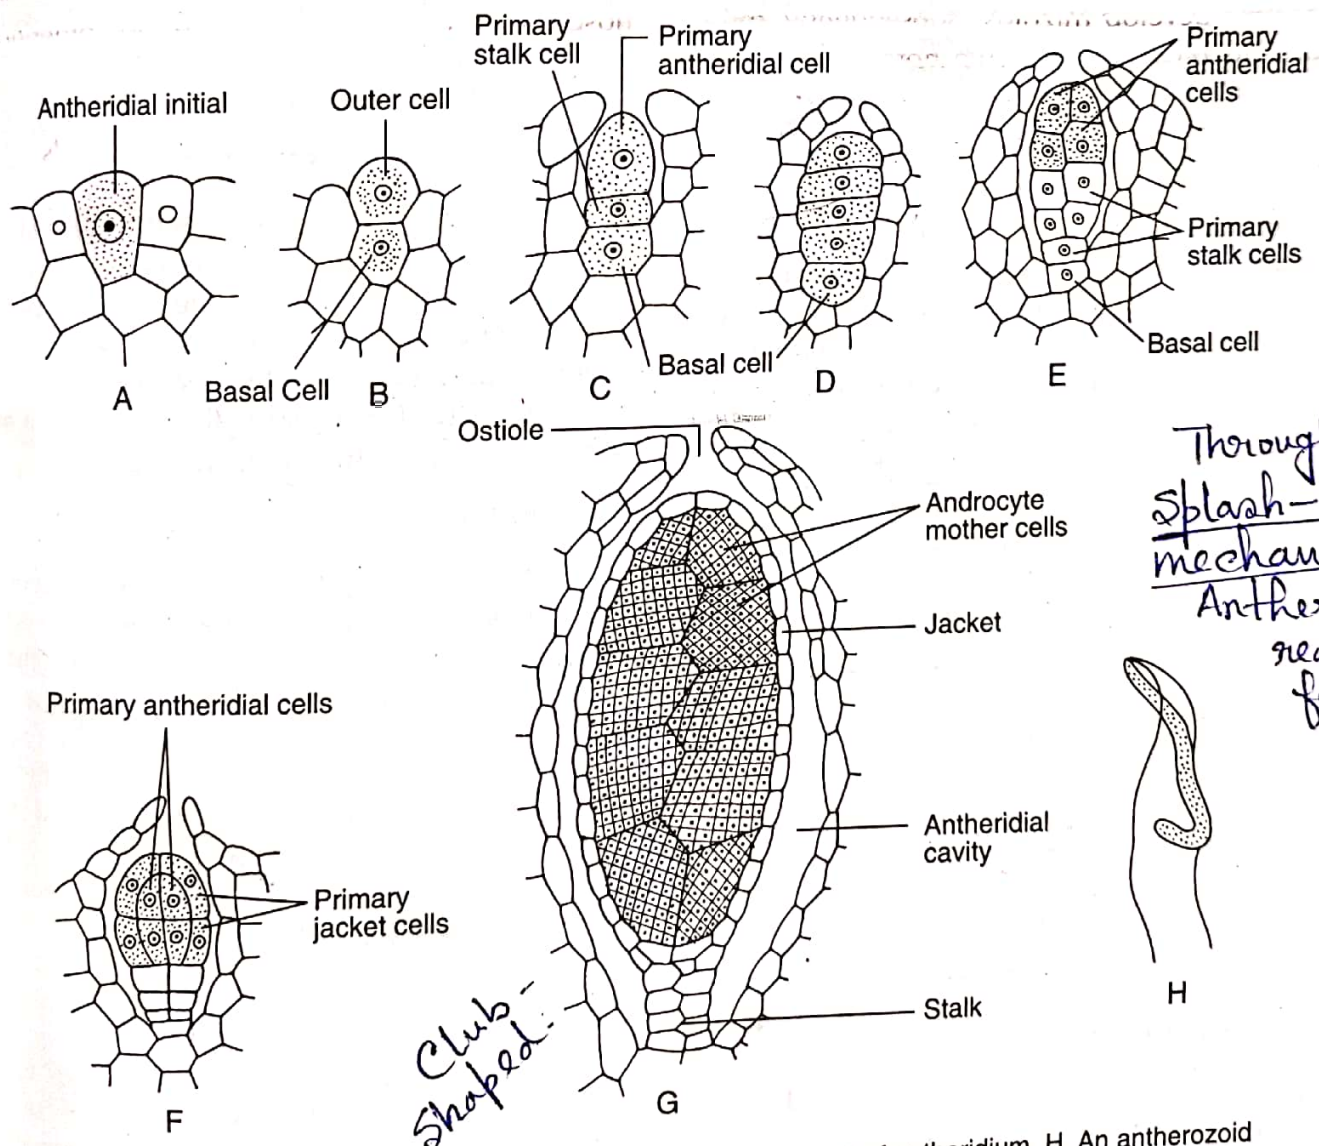 Primary
stalk cell
Primary
antheridial cell
Primary
antheridial
cells
Antheridial initial
Outer cell
Primary
stalk cells
Basal cell
Basal cell
Basal Cell
A
B
C
D
E
Ostiole
Androcyte
mother cells
Jacket
Throug
Splash-
mechan
Anther
Primary antheridial cells
Primary
jacket cells
Antheridial
cavity
Stalk
Club-
Shaped.
F
G
H
H. An antherozoid